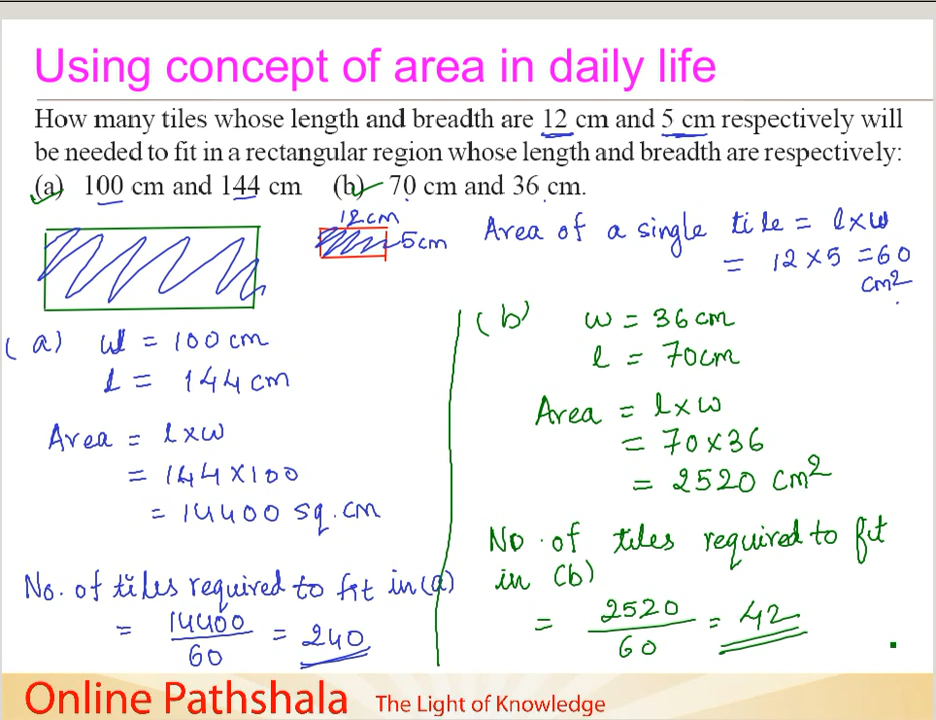 Using concept of area in daily life
How many tiles whose length and breadth are 12 cm and 5 cm respectively will
be needed to fit in a rectangular region whose length and breadth are respectively:
(a) 100 cm and 144 cm (b) 70 cm and 36 cm.
12cm
5cm
Area of a single tile = l×w
= 12×5 = 60
cm²
(a) w = 100 cm
l = 144 cm
Area = l×w
= 144×100
= 14400 sq.cm
No. of tiles required to fit in (a)
= 14400/60 = 240
(b) w = 36cm
l = 70cm
Area = l×w
= 70×36
= 2520 cm²
No. of tiles required to fit
in (b)
= 2520/60 = 42
Online Pathshala The Light of Knowledge